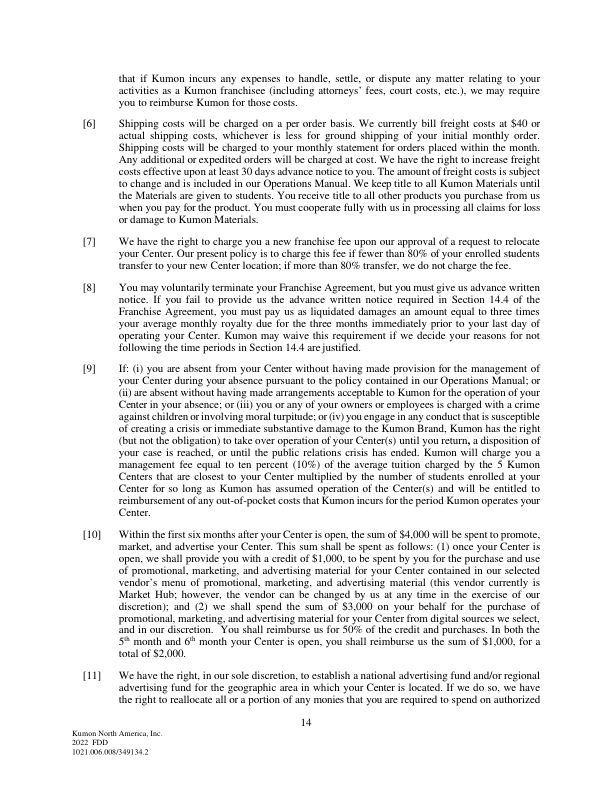 that if Kumon incurs any expenses to handle, settle, or dispute any matter relating to your
activities as a Kumon franchisee (including attorneys' fees, court costs, etc.), we may require
you to reimburse Kumon for those costs.
[6] Shipping costs will be charged on a per order basis. We currently bill freight costs at $40 or
actual shipping costs, whichever is less for ground shipping of your initial monthly order.
Shipping costs will be charged to your monthly statement for orders placed within the month.
Any additional or expedited orders will be charged at cost. We have the right to increase freight
costs effective upon at least 30 days advance notice to you. The amount of freight costs is subject
to change and is included in our Operations Manual. We keep title to all Kumon Materials until
the Materials are given to students. You receive title to all other products you purchase from us
when you pay for the product. You must cooperate fully with us in processing all claims for loss
or damage to Kumon Materials.
[7] We have the right to charge you a new franchise fee upon our approval of a request to relocate
your Center. Our present policy is to charge this fee if fewer than 80% of your enrolled students
transfer to your new Center location; if more than 80% transfer, we do not charge the fee.
[8] You may voluntarily terminate your Franchise Agreement, but you must give us advance written
notice. If you fail to provide us the advance written notice required in Section 14.4 of the
Franchise Agreement, you must pay us as liquidated damages an amount equal to three times
your average monthly royalty due for the three months immediately prior to your last day of
operating your Center. Kumon may waive this requirement if we decide your reasons for not
following the time periods in Section 14.4 are justified.
[9] If: (i) you are absent from your Center without having made provision for the management of
your Center during your absence pursuant to the policy contained in our Operations Manual; or
(ii) are absent without having made arrangements acceptable to Kumon for the operation of your
Center in your absence; or (iii) you or any of your owners or employees is charged with a crime
against children or involving moral turpitude; or (iv) you engage in any conduct that is susceptible
of creating a crisis or immediate substantive damage to the Kumon Brand, Kumon has the right
(but not the obligation) to take over operation of your Center(s) until you return, a disposition of
your case is reached, or until the public relations crisis has ended. Kumon will charge you a
management fee equal to ten percent (10%) of the average tuition charged by the 5 Kumon
Centers that are closest to your Center multiplied by the number of students enrolled at your
Center for so long as Kumon has assumed operation of the Center(s) and will be entitled to
reimbursement of any out-of-pocket costs that Kumon incurs for the period Kumon operates your
Center.
[10] Within the first six months after your Center is open, the sum of $4,000 will be spent to promote,
market, and advertise your Center. This sum shall be spent as follows: (1) once your Center is
open, we shall provide you with a credit of $1,000, to be spent by you for the purchase and use
of promotional, marketing, and advertising material for your Center contained in our selected
vendor's menu of promotional, marketing, and advertising material (this vendor currently is
Market Hub; however, the vendor can be changed by us at any time in the exercise of our
discretion); and (2) we shall spend the sum of $3,000 on your behalf for the purchase of
promotional, marketing, and advertising material for your Center from digital sources we select,
and in our discretion. You shall reimburse us for 50% of the credit and purchases. In both the
5th month and 6th month your Center is open, you shall reimburse us the sum of $1,000, for a
total of $2,000.
[11] We have the right, in our sole discretion, to establish a national advertising fund and/or regional
advertising fund for the geographic area in which your Center is located. If we do so, we have
the right to reallocate all or a portion of any monies that you are required to spend on authorized
14
Kumon North America, Inc.
2022 FDD
1021.006.008/349134.2